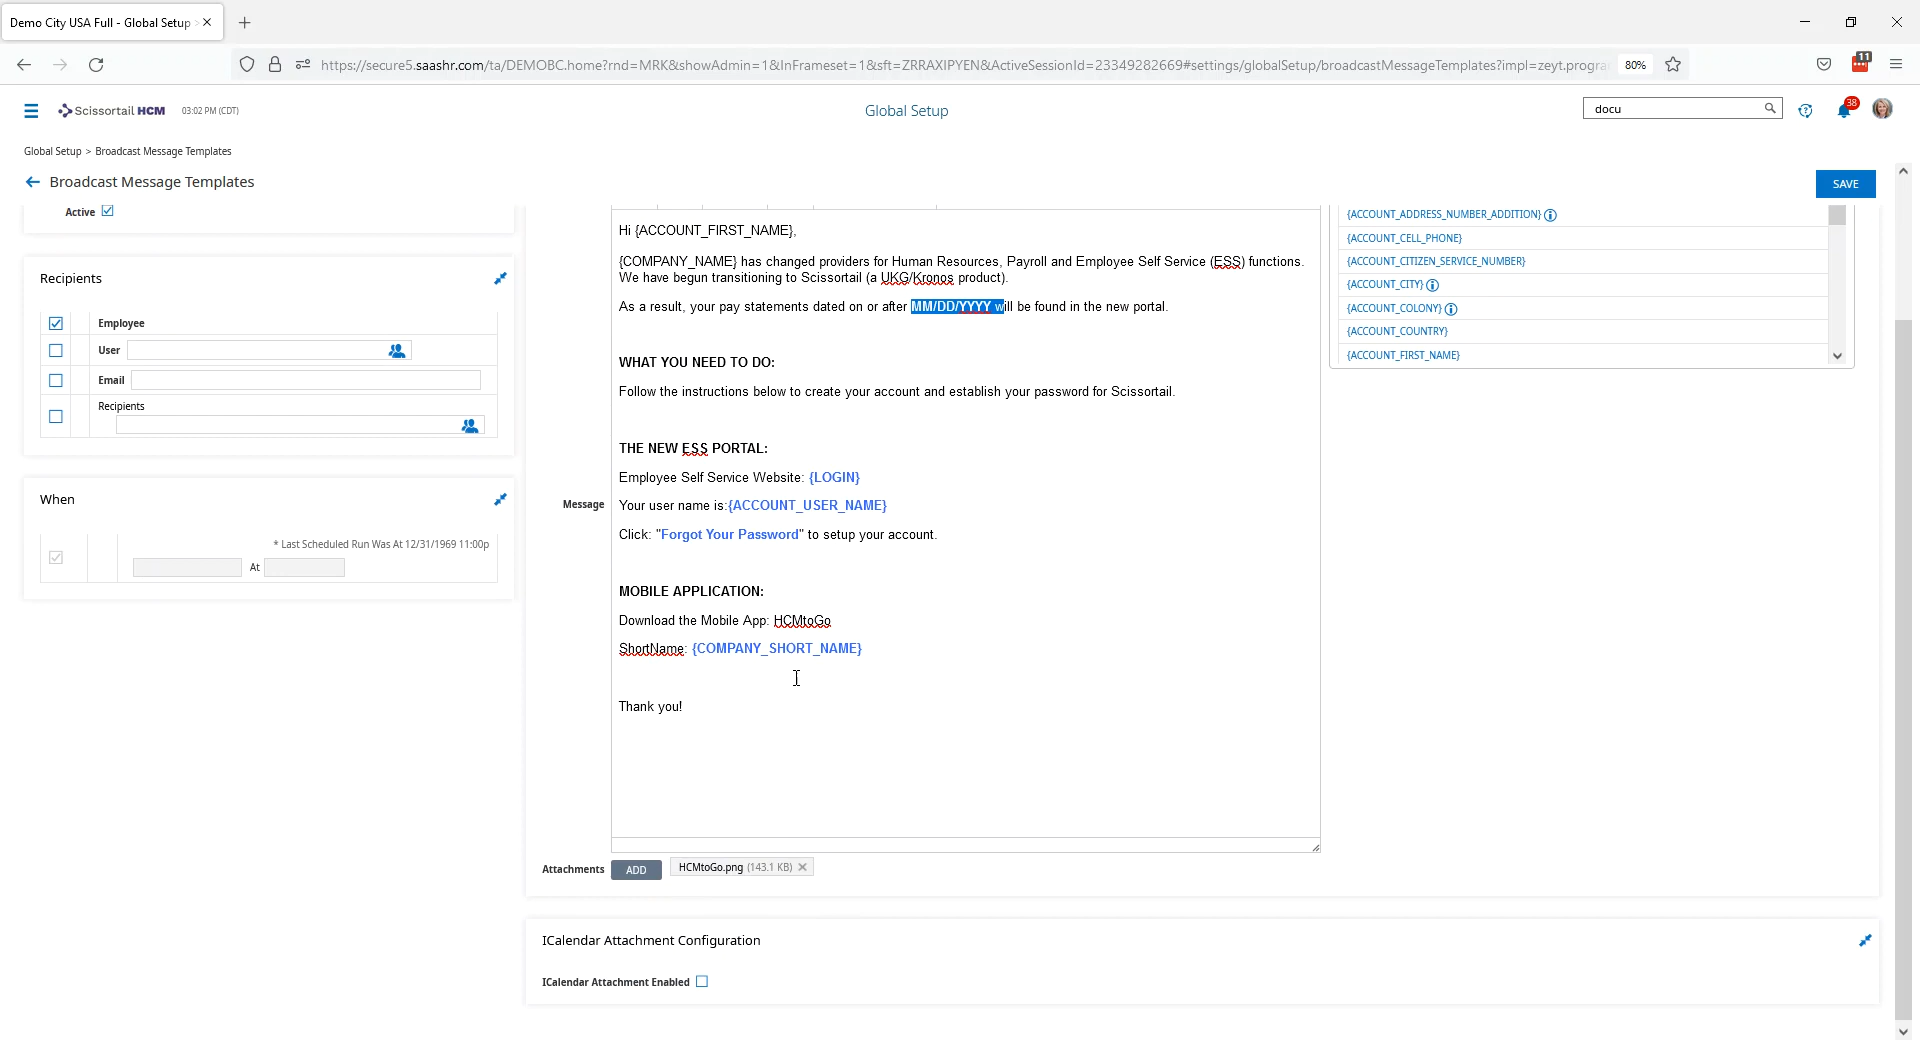 Demo City USA Full - Global Setup
https://secure5.saashr.com/ta/DEMOBC.home?rnd=MRK&showAdmin=1&InFrameset=1&sft=ZRRAXIPYEN&ActiveSessionId=23349282669#settings/globalSetup/broadcastMessageTemplates?impl=zeyt.progra
80%
11
Scissortail HCM
03:02 PM (CDT)
Global Setup
docu
38
Global Setup > Broadcast Message Templates
Broadcast Message Templates
SAVE
Active
Recipients
Employee
User
Email
Recipients
When
* Last Scheduled Run Was At 12/31/1969 11:00p
At
Hi {ACCOUNT_FIRST_NAME},
{COMPANY_NAME} has changed providers for Human Resources, Payroll and Employee Self Service (ESS) functions.
We have begun transitioning to Scissortail (a UKG/Kronos product).
As a result, your pay statements dated on or after MM/DD/YYYY will be found in the new portal.
WHAT YOU NEED TO DO:
Follow the instructions below to create your account and establish your password for Scissortail.
THE NEW ESS PORTAL:
Employee Self Service Website: {LOGIN}
Message
Your user name is:{ACCOUNT_USER_NAME}
Click: "Forgot Your Password" to setup your account.
MOBILE APPLICATION:
Download the Mobile App: HCMtoGo
ShortName: {COMPANY_SHORT_NAME}
Thank you!
{ACCOUNT_ADDRESS_NUMBER_ADDITION}
{ACCOUNT_CELL_PHONE}
{ACCOUNT_CITIZEN_SERVICE_NUMBER}
{ACCOUNT_CITY}
{ACCOUNT_COLONY}
{ACCOUNT_COUNTRY}
{ACCOUNT_FIRST_NAME}
Attachments
ADD
HCMtoGo.png (143.1 KB)
ICalendar Attachment Configuration
ICalendar Attachment Enabled